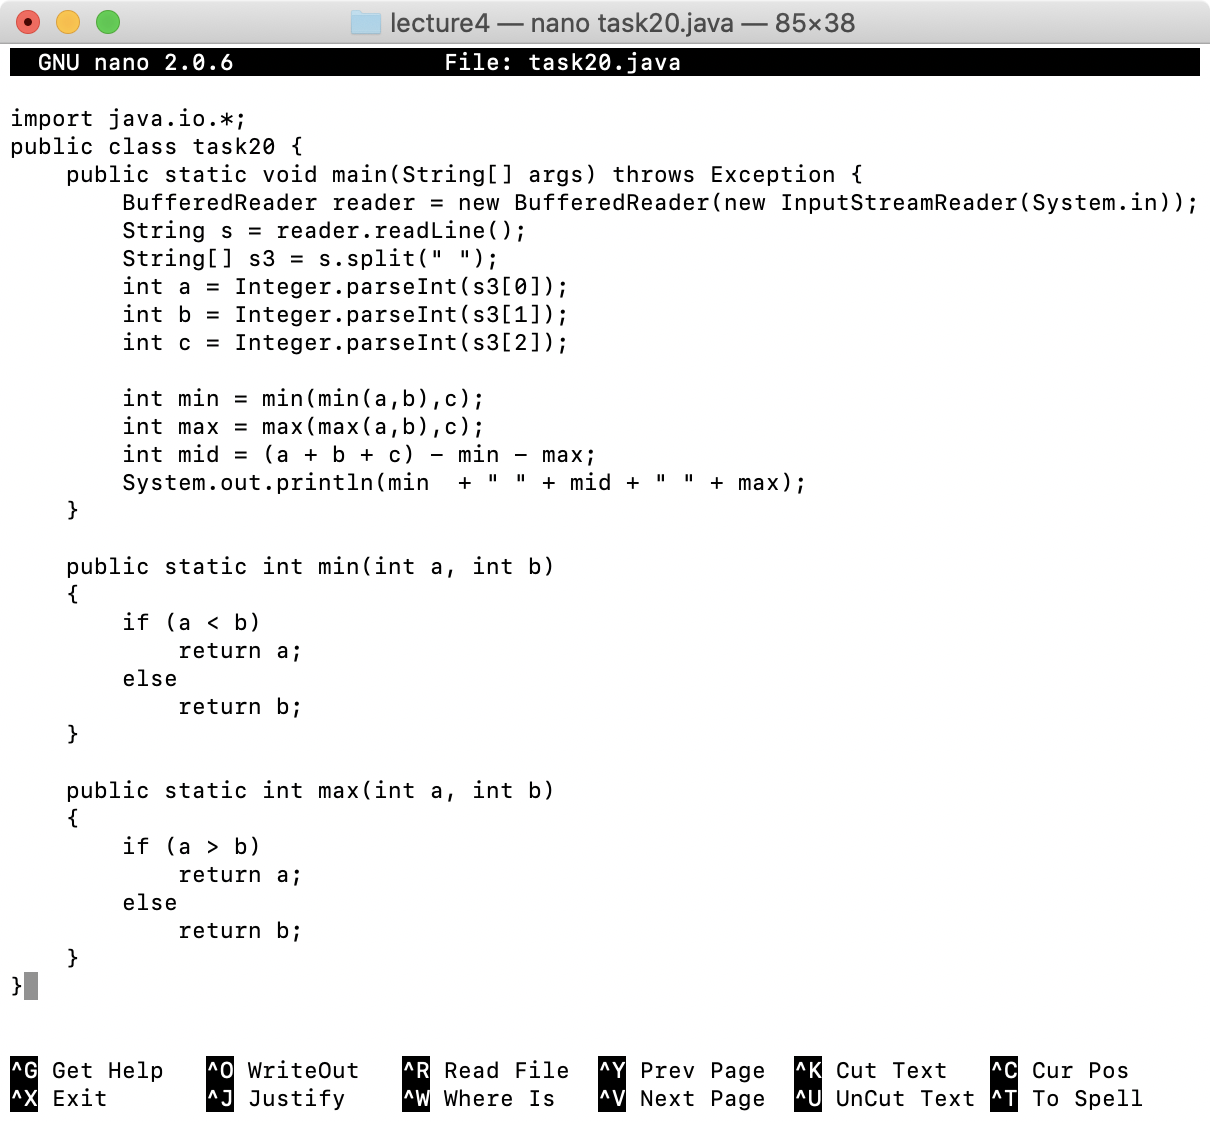 lecture4 — nano task20.java — 85×38
GNU nano 2.0.6 File: task20.java
import java.io.*;
public class task20 {
    public static void main(String[] args) throws Exception {
        BufferedReader reader = new BufferedReader(new InputStreamReader(System.in));
        String s = reader.readLine();
        String[] s3 = s.split(" ");
        int a = Integer.parseInt(s3[0]);
        int b = Integer.parseInt(s3[1]);
        int c = Integer.parseInt(s3[2]);
        int min = min(min(a,b),c);
        int max = max(max(a,b),c);
        int mid = (a + b + c) - min - max;
        System.out.println(min  + " " + mid + " " + max);
    }
    public static int min(int a, int b)
    {
        if (a < b)
            return a;
        else
            return b;
    }
    public static int max(int a, int b)
    {
        if (a > b)
            return a;
        else
            return b;
    }
}
^G Get Help ^O WriteOut ^R Read File ^Y Prev Page ^K Cut Text ^C Cur Pos
^X Exit ^J Justify ^W Where Is ^V Next Page ^U UnCut Text ^T To Spell